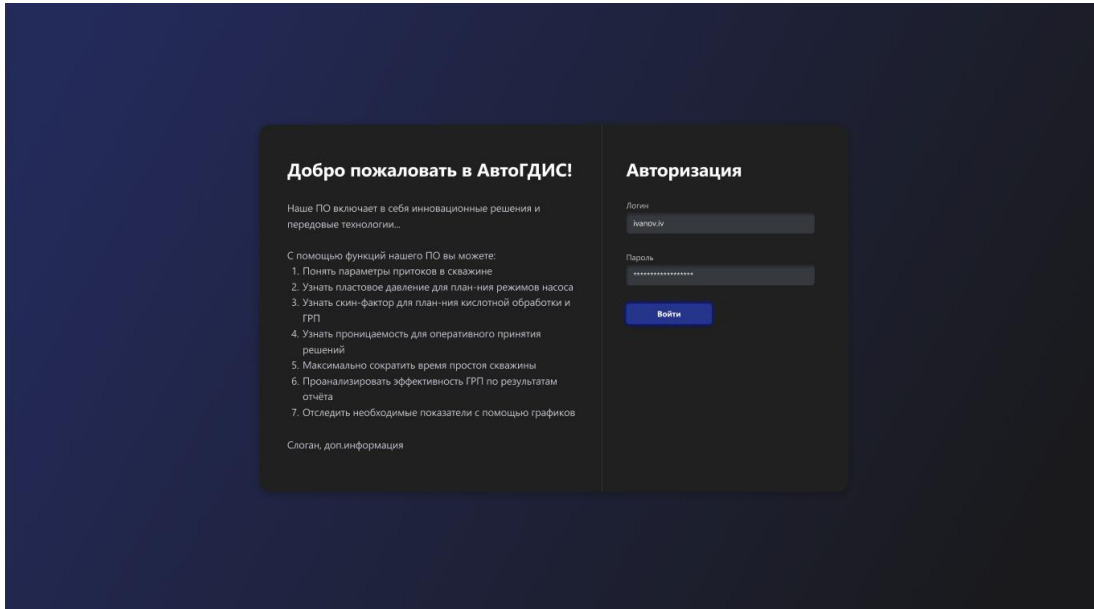 Добро пожаловать в АвтоГДИС!
Наше ПО включает в себя инновационные решения и
передовые технологии...
С помощью функций нашего ПО вы можете:
1. Понять параметры притоков в скважине
2. Узнать пластовое давление для план-ния режимов насоса
3. Узнать скин-фактор для план-ния кислотной обработки и
ГРП
4. Узнать проницаемость для оперативного принятия
решений
5. Максимально сократить время простоя скважины
6. Проанализировать эффективность ГРП по результатам
отчёта
7. Отследить необходимые показатели с помощью графиков
Слоган, доп.информация
Авторизация
Логин
ivanov.iv
Пароль
******************
Войти